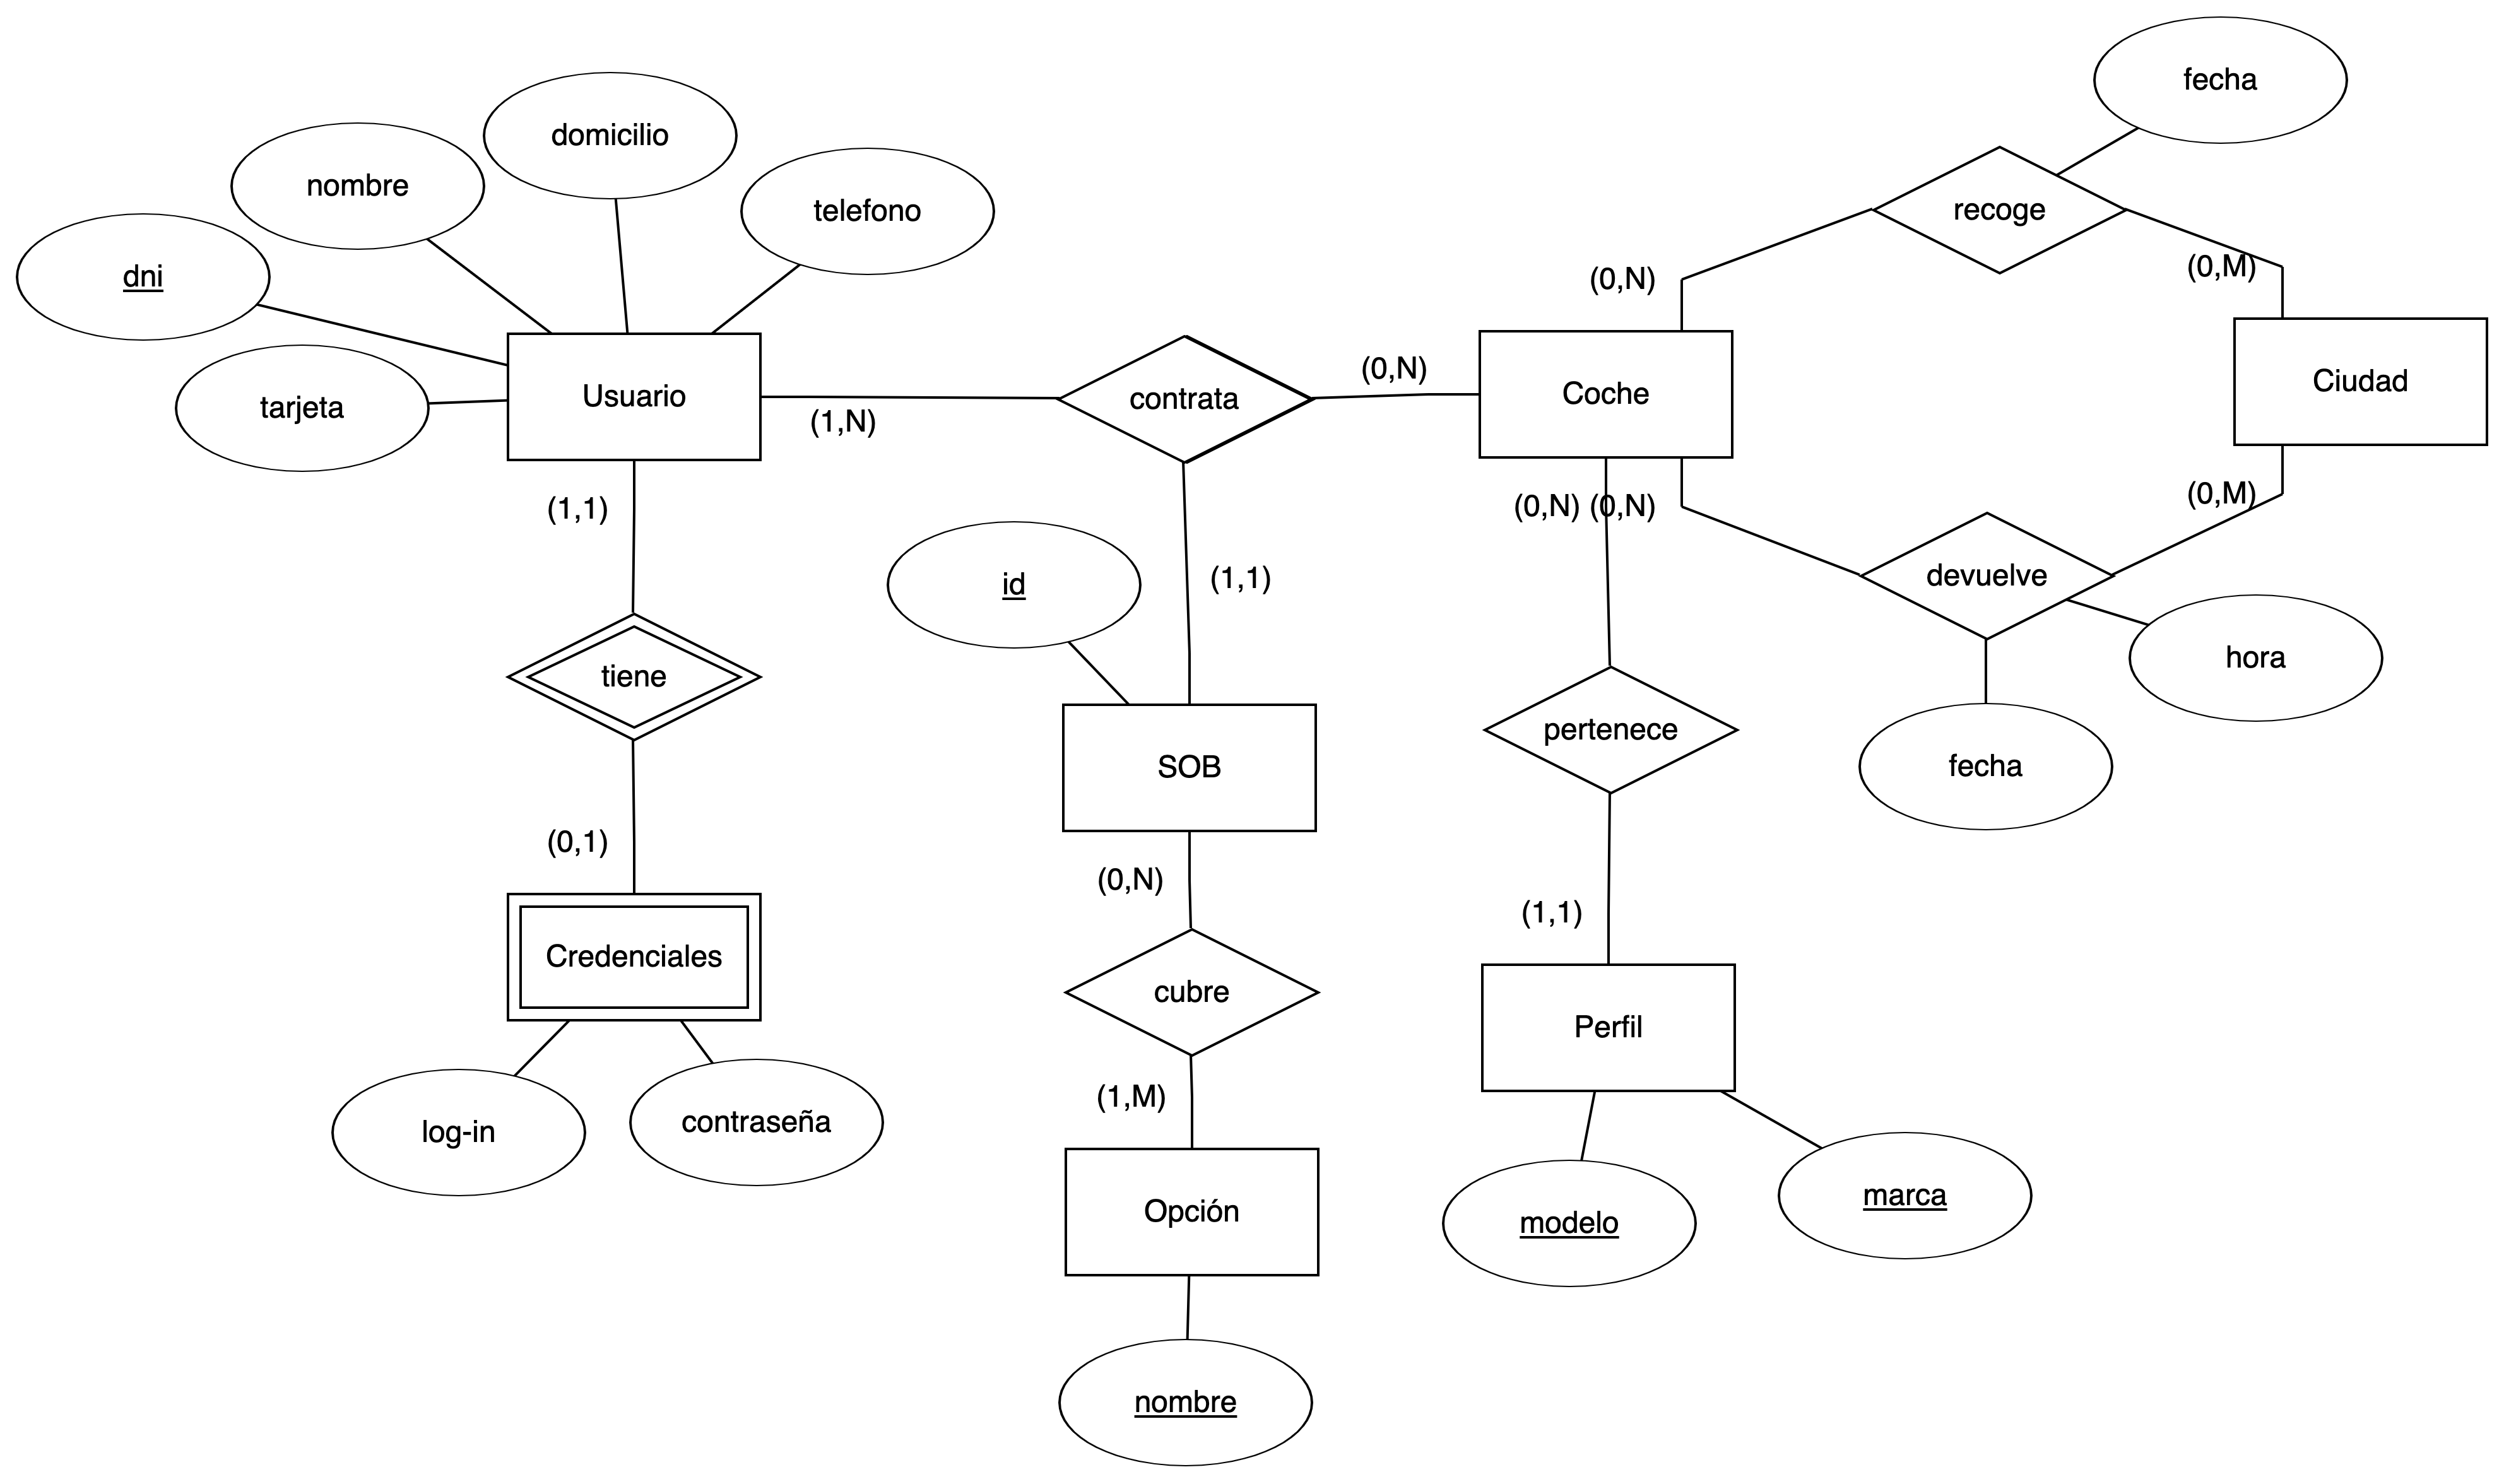 fecha
domicilio
nombre
telefono
recoge
dni
(0,N)
(0,M)
Usuario
contrata
(0,N)
Coche
Ciudad
tarjeta
(1,N)
(1,1)
(0,N) (0,N)
(0,M)
id
(1,1)
devuelve
hora
tiene
pertenece
SOB
fecha
(0,1)
(0,N)
(1,1)
Credenciales
cubre
Perfil
(1,M)
log-in
contraseña
Opción
modelo
marca
nombre